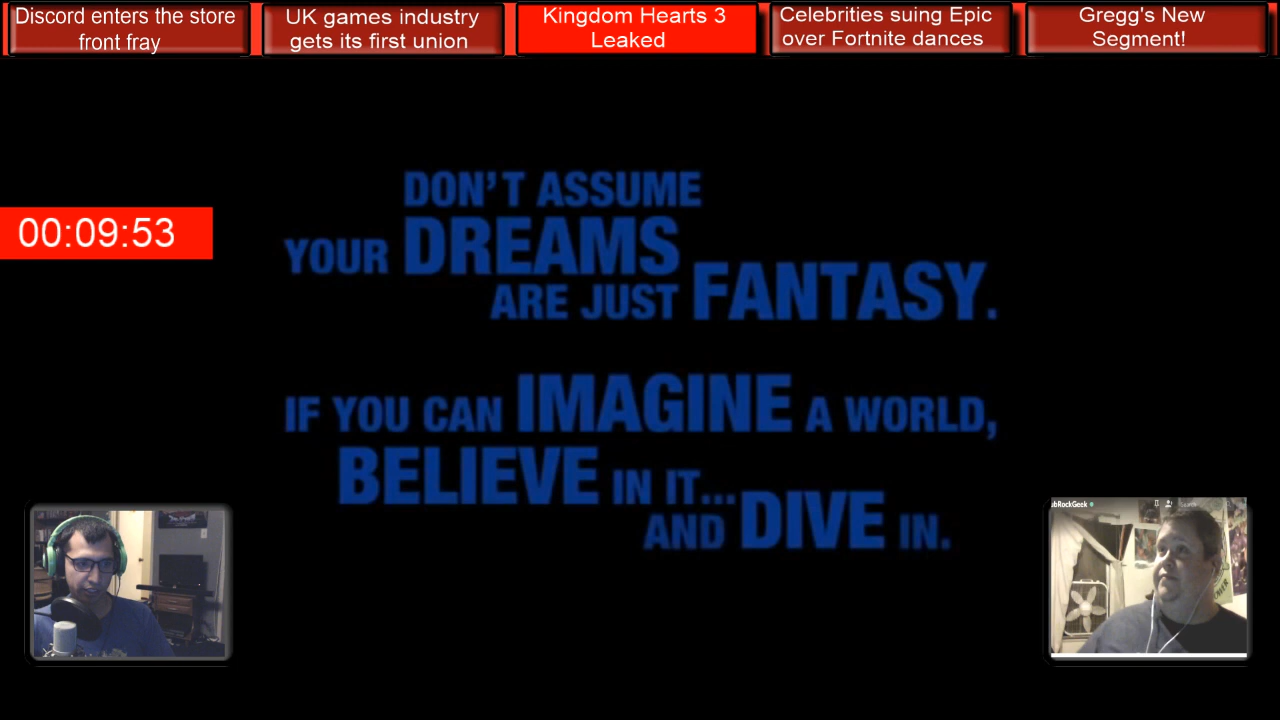 Discord enters the store
front fray
UK games industry
gets its first union
Kingdom Hearts 3
Leaked
Celebrities suing Epic
over Fortnite dances
Gregg's New
Segment!
00:09:53
DON'T ASSUME
YOUR DREAMS
ARE JUST FANTASY.
IF YOU CAN IMAGINE A WORLD,
BELIEVE IN IT...
AND DIVE IN.